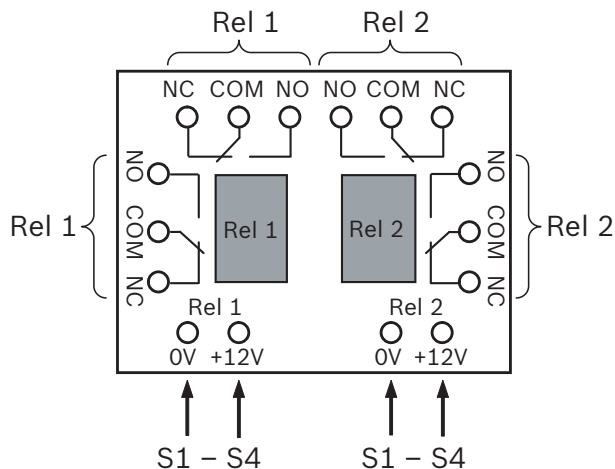 Rel 1 Rel 2
NC COM NO NO COM NC
NO NO
Rel 1 COM Rel 1 Rel 2 COM Rel 2
NC NC
Rel 1 Rel 2
0V +12V 0V +12V
S1 – S4 S1 – S4